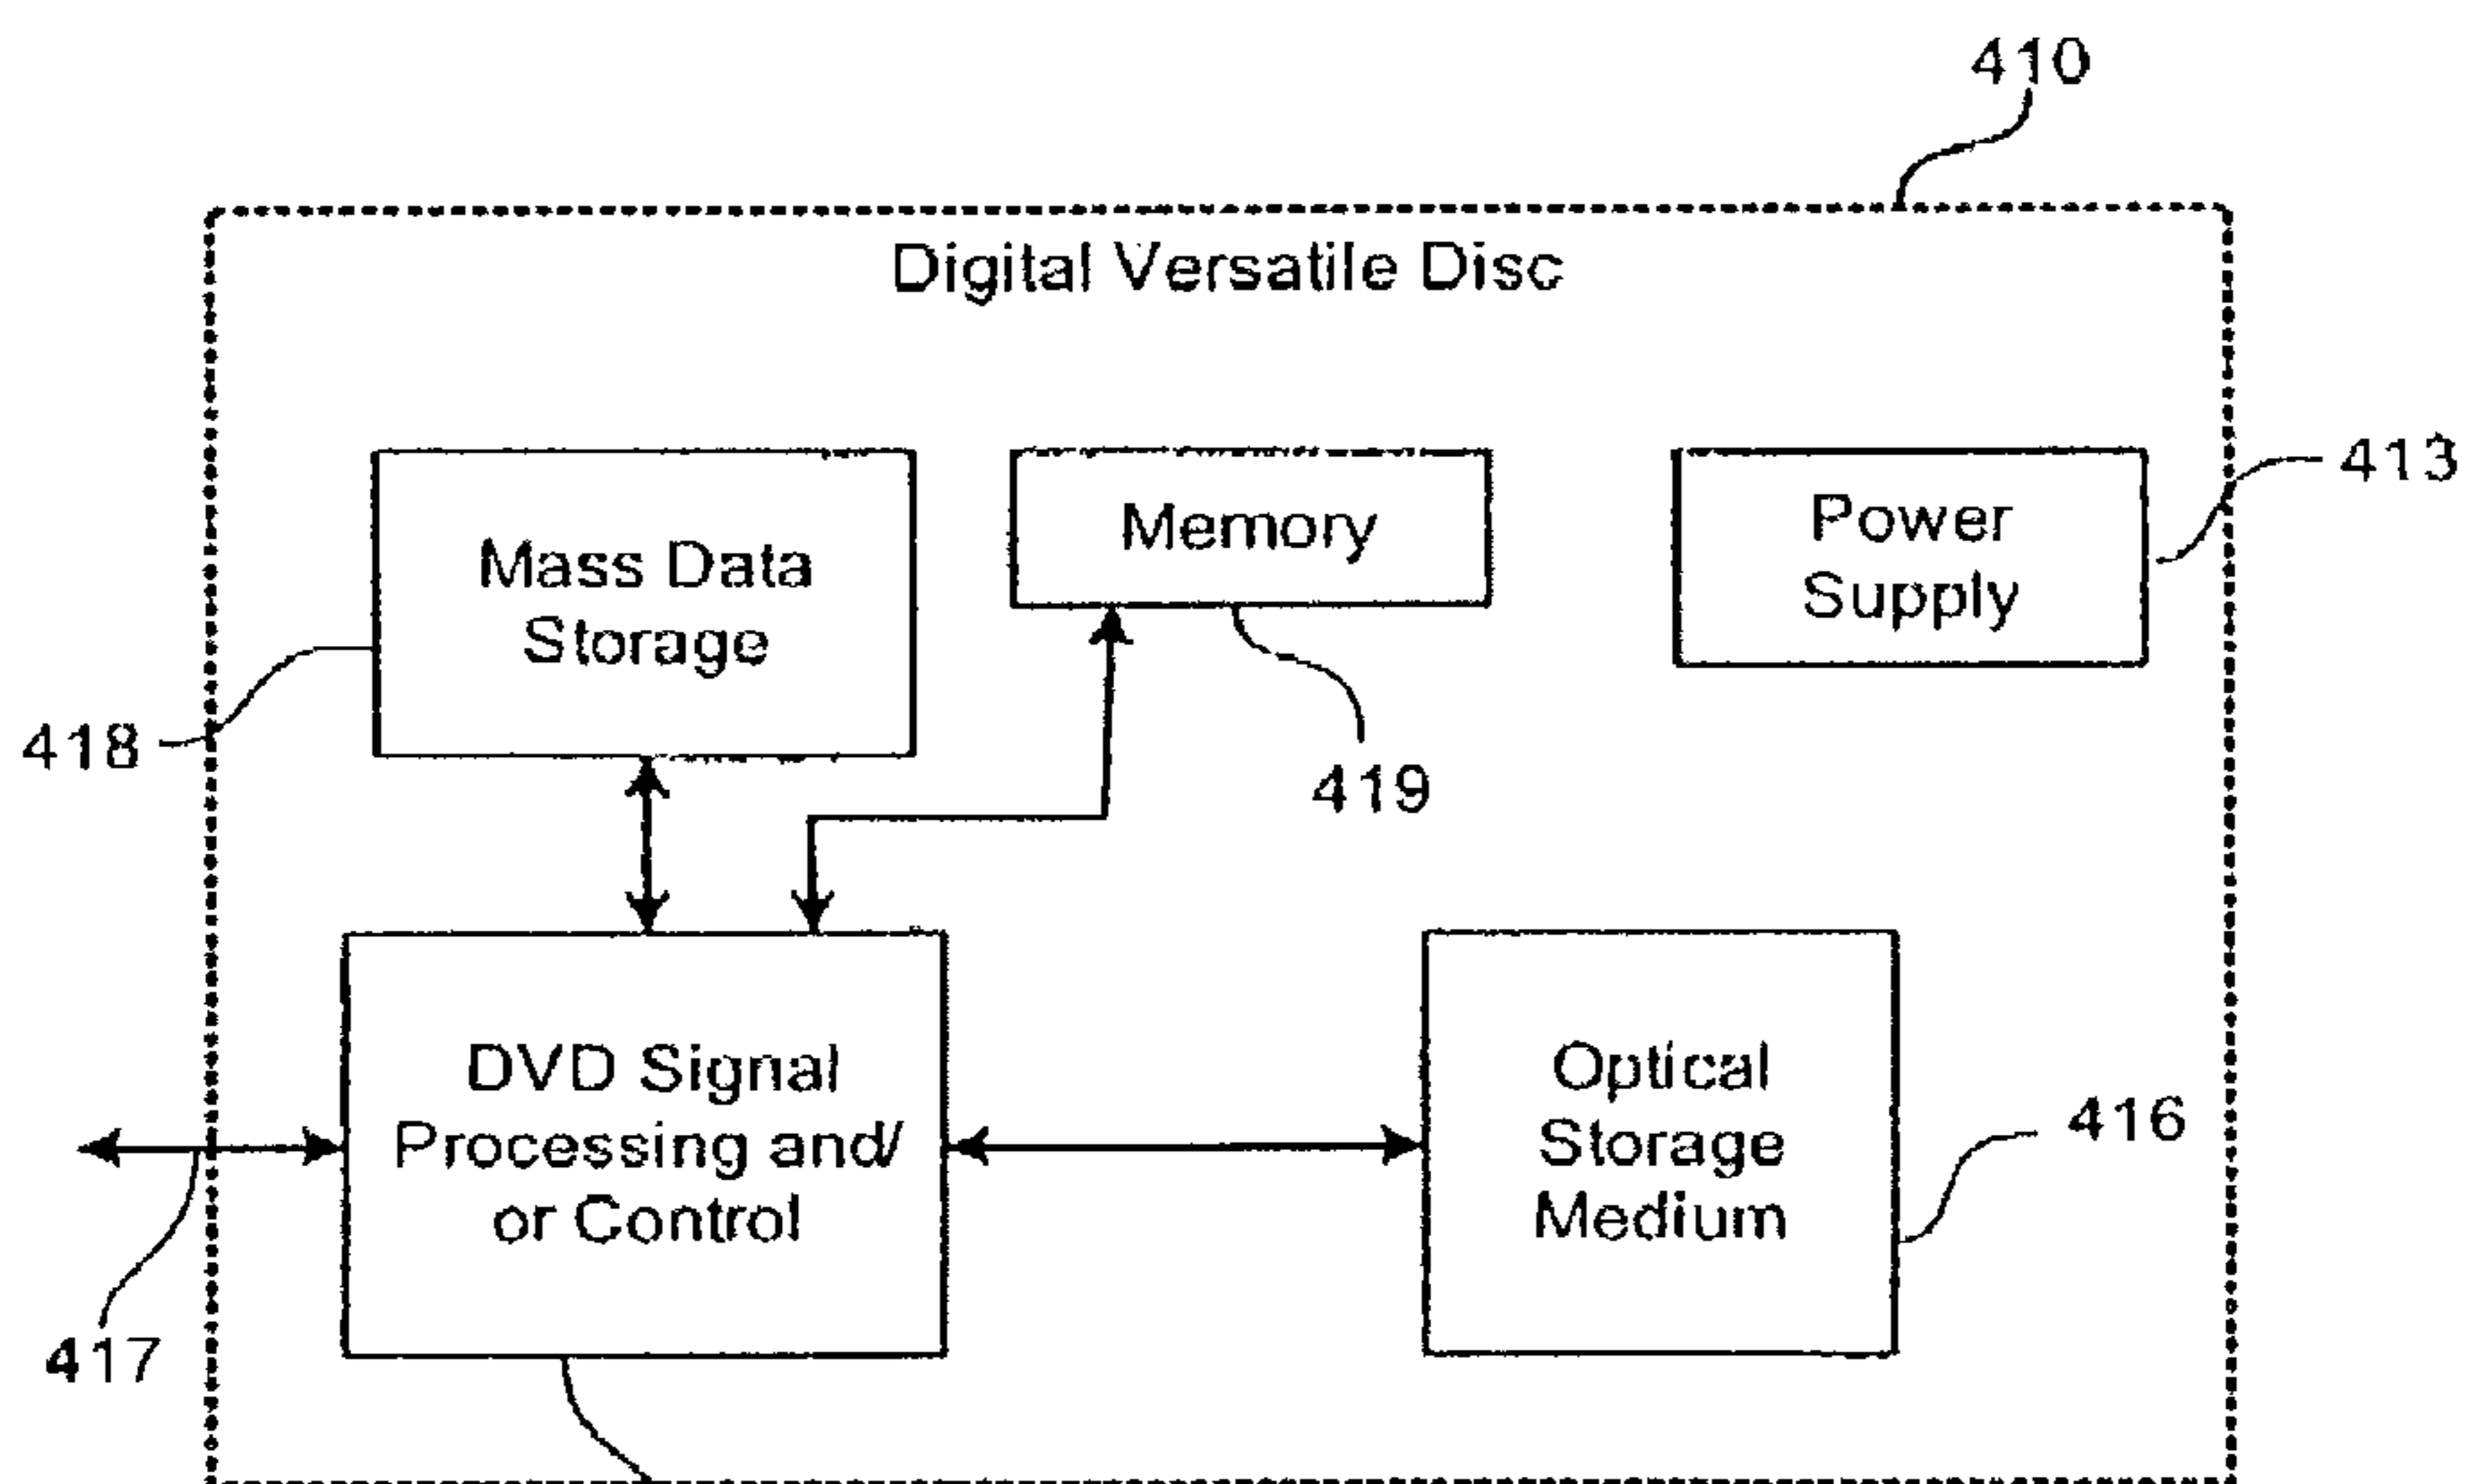 410
Digital Versatile Disc
413
Mass Data
Storage
Memory
Power
Supply
418
419
DVD Signal
Processing and/
or Control
Optical
Storage
Medium
416
417